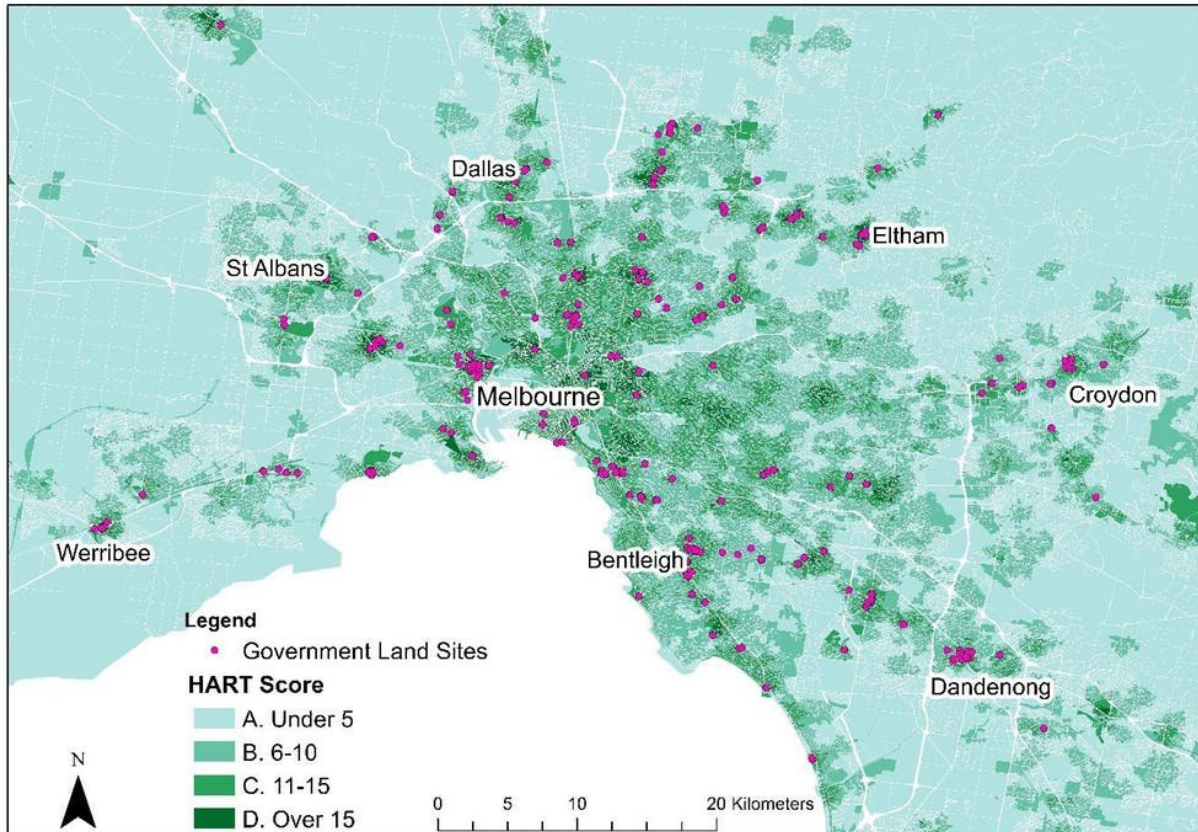 Dallas
Eltham
St Albans
Melbourne
Croydon
Werribee
Bentleigh
Dandenong
Legend
Government Land Sites
HART Score
A. Under 5
B. 6-10
C. 11-15
D. Over 15
N
0 5 10 20 Kilometers